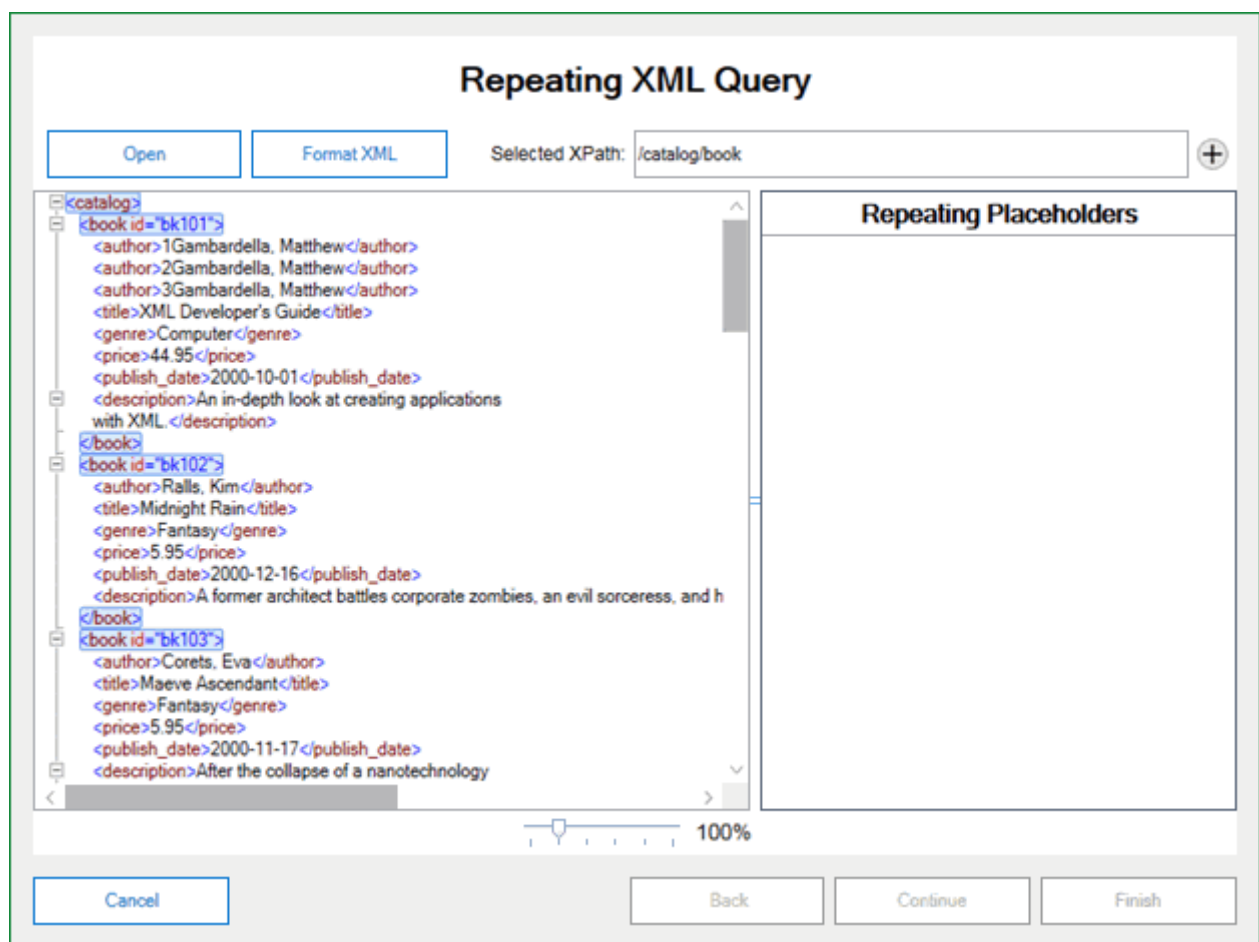 Repeating XML Query
Open
Format XML
Selected XPath:
/catalog/book
Repeating Placeholders
<catalog>
<book id="bk101">
<author>1Gambardella, Matthew</author>
<author>2Gambardella, Matthew</author>
<author>3Gambardella, Matthew</author>
<title>XML Developer's Guide</title>
<genre>Computer</genre>
<price>44.95</price>
<publish_date>2000-10-01</publish_date>
<description>An in-depth look at creating applications
with XML.</description>
</book>
<book id="bk102">
<author>Ralls, Kim</author>
<title>Midnight Rain</title>
<genre>Fantasy</genre>
<price>5.95</price>
<publish_date>2000-12-16</publish_date>
<description>A former architect battles corporate zombies, an evil sorceress, and h
</book>
<book id="bk103">
<author>Corets, Eva</author>
<title>Maeve Ascendant</title>
<genre>Fantasy</genre>
<price>5.95</price>
<publish_date>2000-11-17</publish_date>
<description>After the collapse of a nanotechnology
100%
Cancel
Back
Continue
Finish